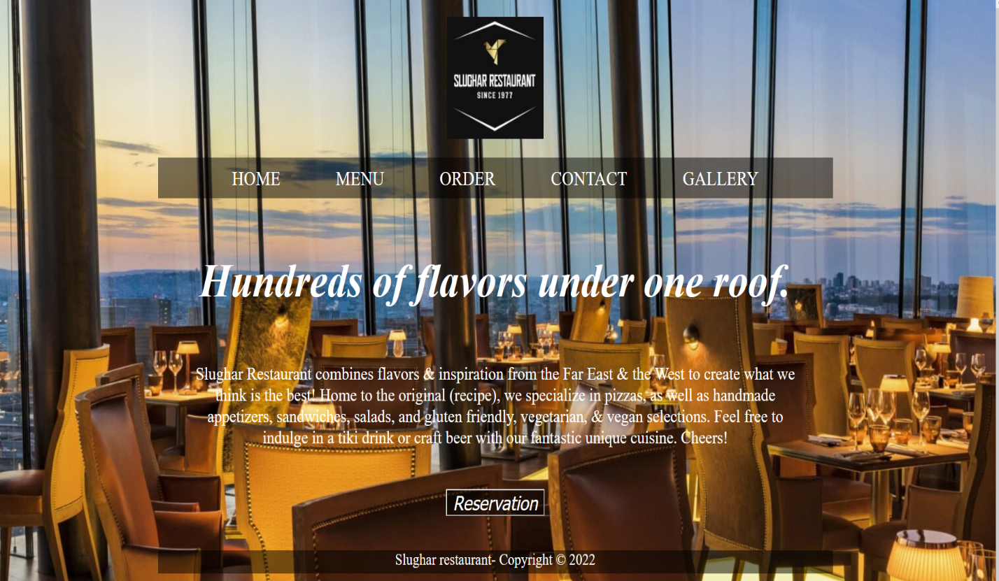 SLUGHAR RESTAURANT
SINCE 1977
HOME MENU ORDER CONTACT GALLERY
Hundreds of flavors under one roof.
Slughar Restaurant combines flavors & inspiration from the Far East & the West to create what we
think is the best! Home to the original (recipe), we specialize in pizzas, as well as handmade
appetizers, sandwiches, salads, and gluten friendly, vegetarian, & vegan selections. Feel free to
indulge in a tiki drink or craft beer with our fantastic unique cuisine. Cheers!
Reservation
Slughar restaurant- Copyright © 2022